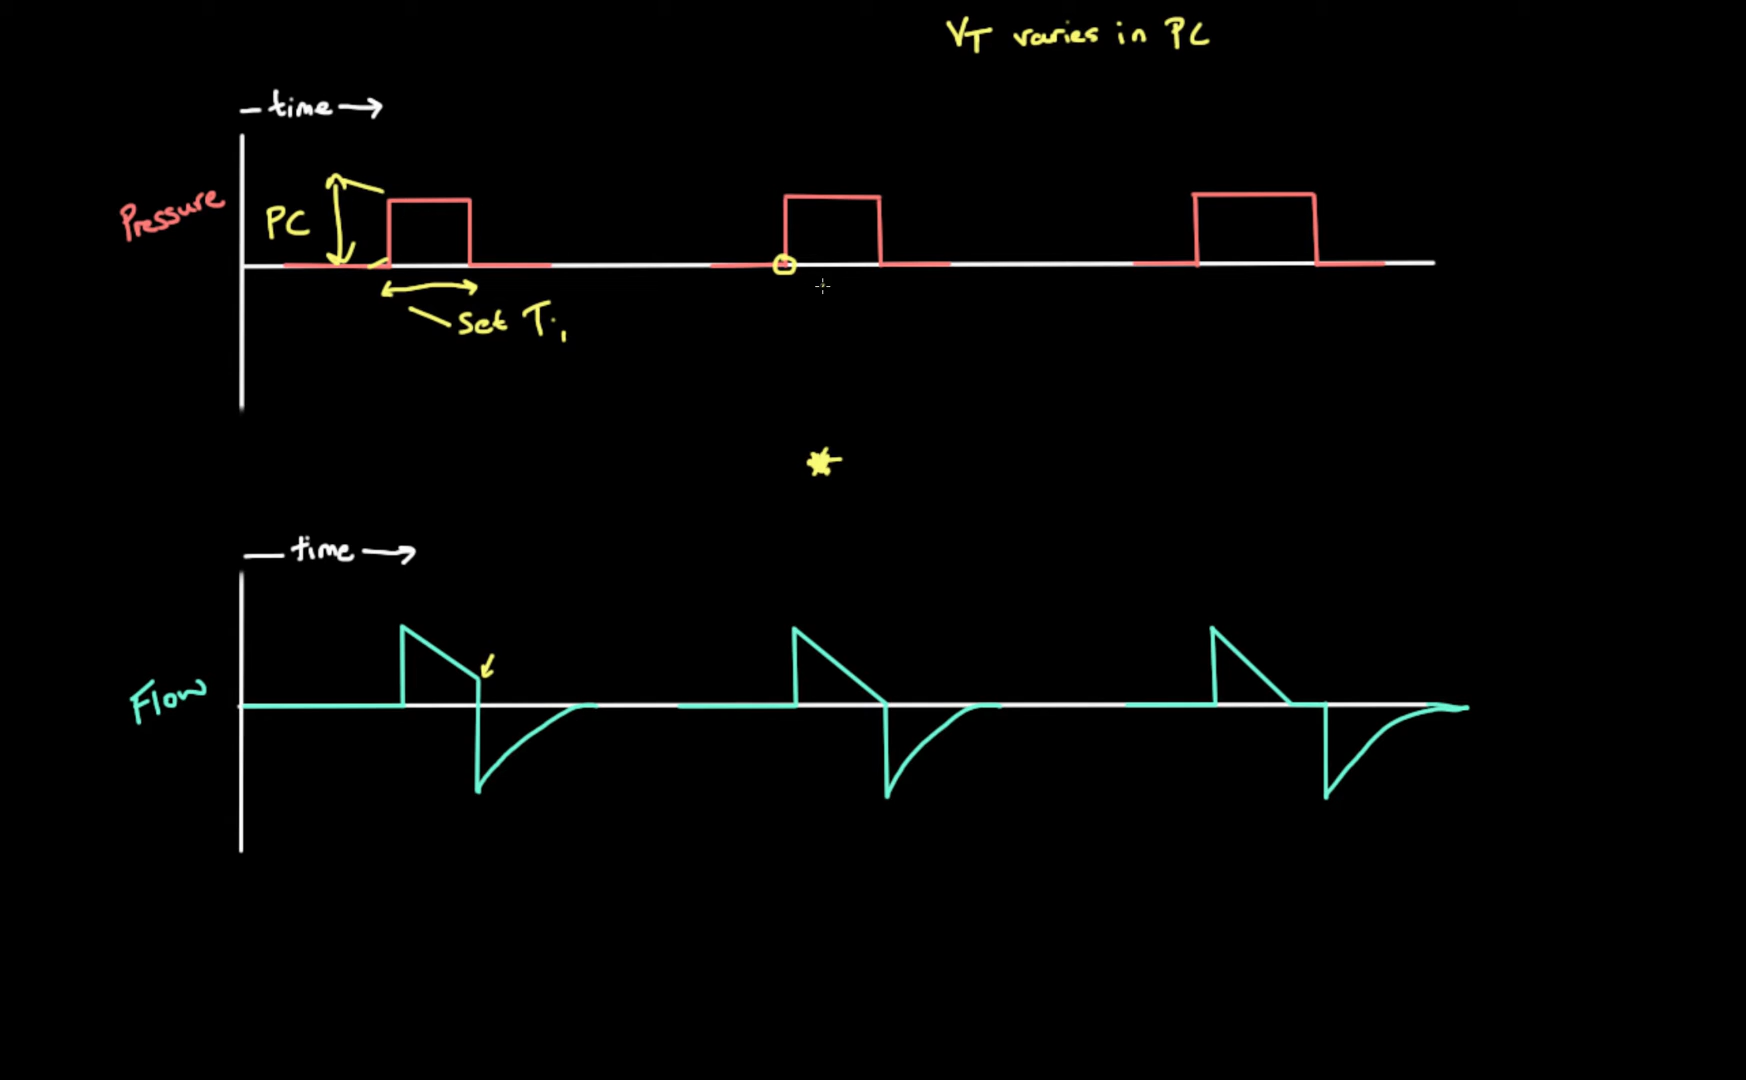 VT varies in PC
time
Pressure
PC
Set Ti
time
Flow